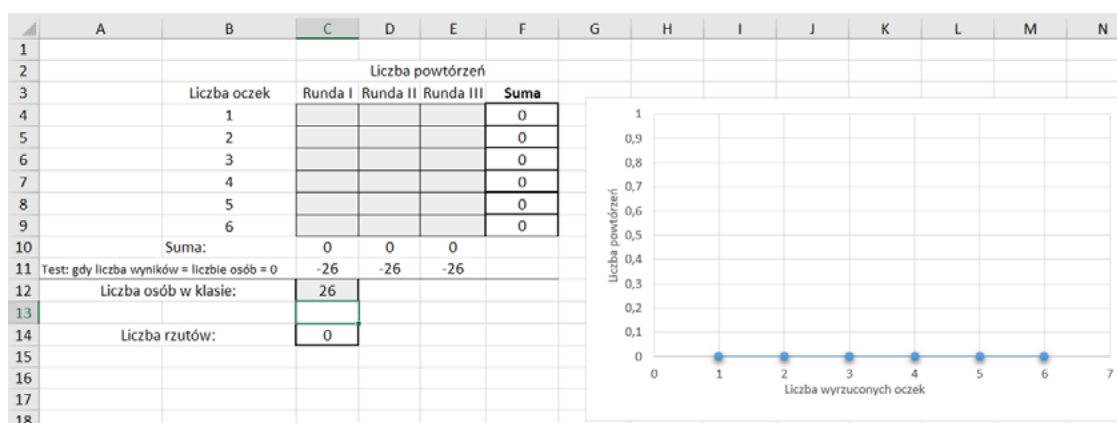 A B C D E F G H I J K L M N
1
2 Liczba powtórzeń
3 Liczba oczek Runda I Runda II Runda III Suma
4 1 0
5 2 0
6 3 0
7 4 0
8 5 0
9 6 0
10 Suma: 0 0 0
11 Test: gdy liczba wyników = liczbie osób = 0 -26 -26 -26
12 Liczba osób w klasie: 26
13
14 Liczba rzutów: 0
15
16
17
18
Liczba powtórzeń
1
0,9
0,8
0,7
0,6
0,5
0,4
0,3
0,2
0,1
0
0 1 2 3 4 5 6 7
Liczba wyrzuconych oczek